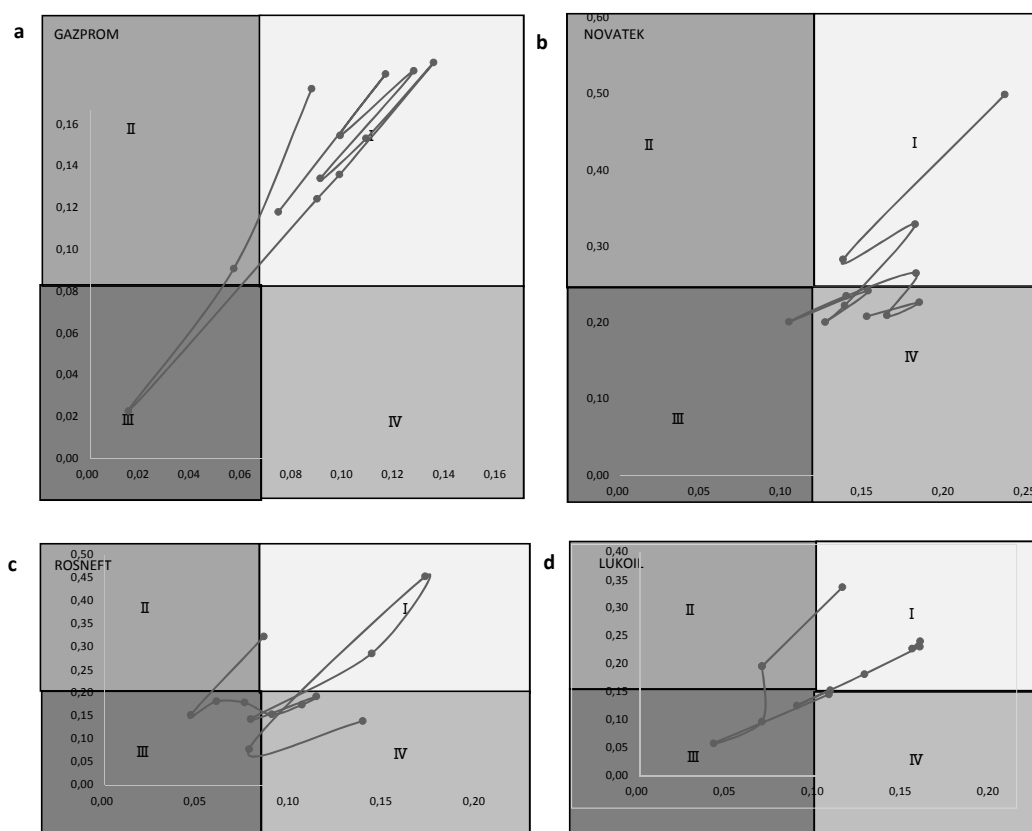 a
GAZPROM
II
I
0,16
0,14
0,12
0,10
0,08
0,06
0,04
0,02
0,00
III
IV
0,00 0,02 0,04 0,06 0,08 0,10 0,12 0,14 0,16
b
0,60
NOVATEK
0,50
II
I
0,40
0,30
0,20
IV
0,10
III
0,00
0,00 0,05 0,10 0,15 0,20 0,25
c
0,50
ROSNEFT
0,45
0,40
II
I
0,35
0,30
0,25
0,20
0,15
0,10
III
IV
0,05
0,00
0,00 0,05 0,10 0,15 0,20
d
0,40
LUKOIL
0,35
0,30
II
I
0,25
0,20
0,15
0,10
0,05
III
IV
0,00
0,00 0,05 0,10 0,15 0,20